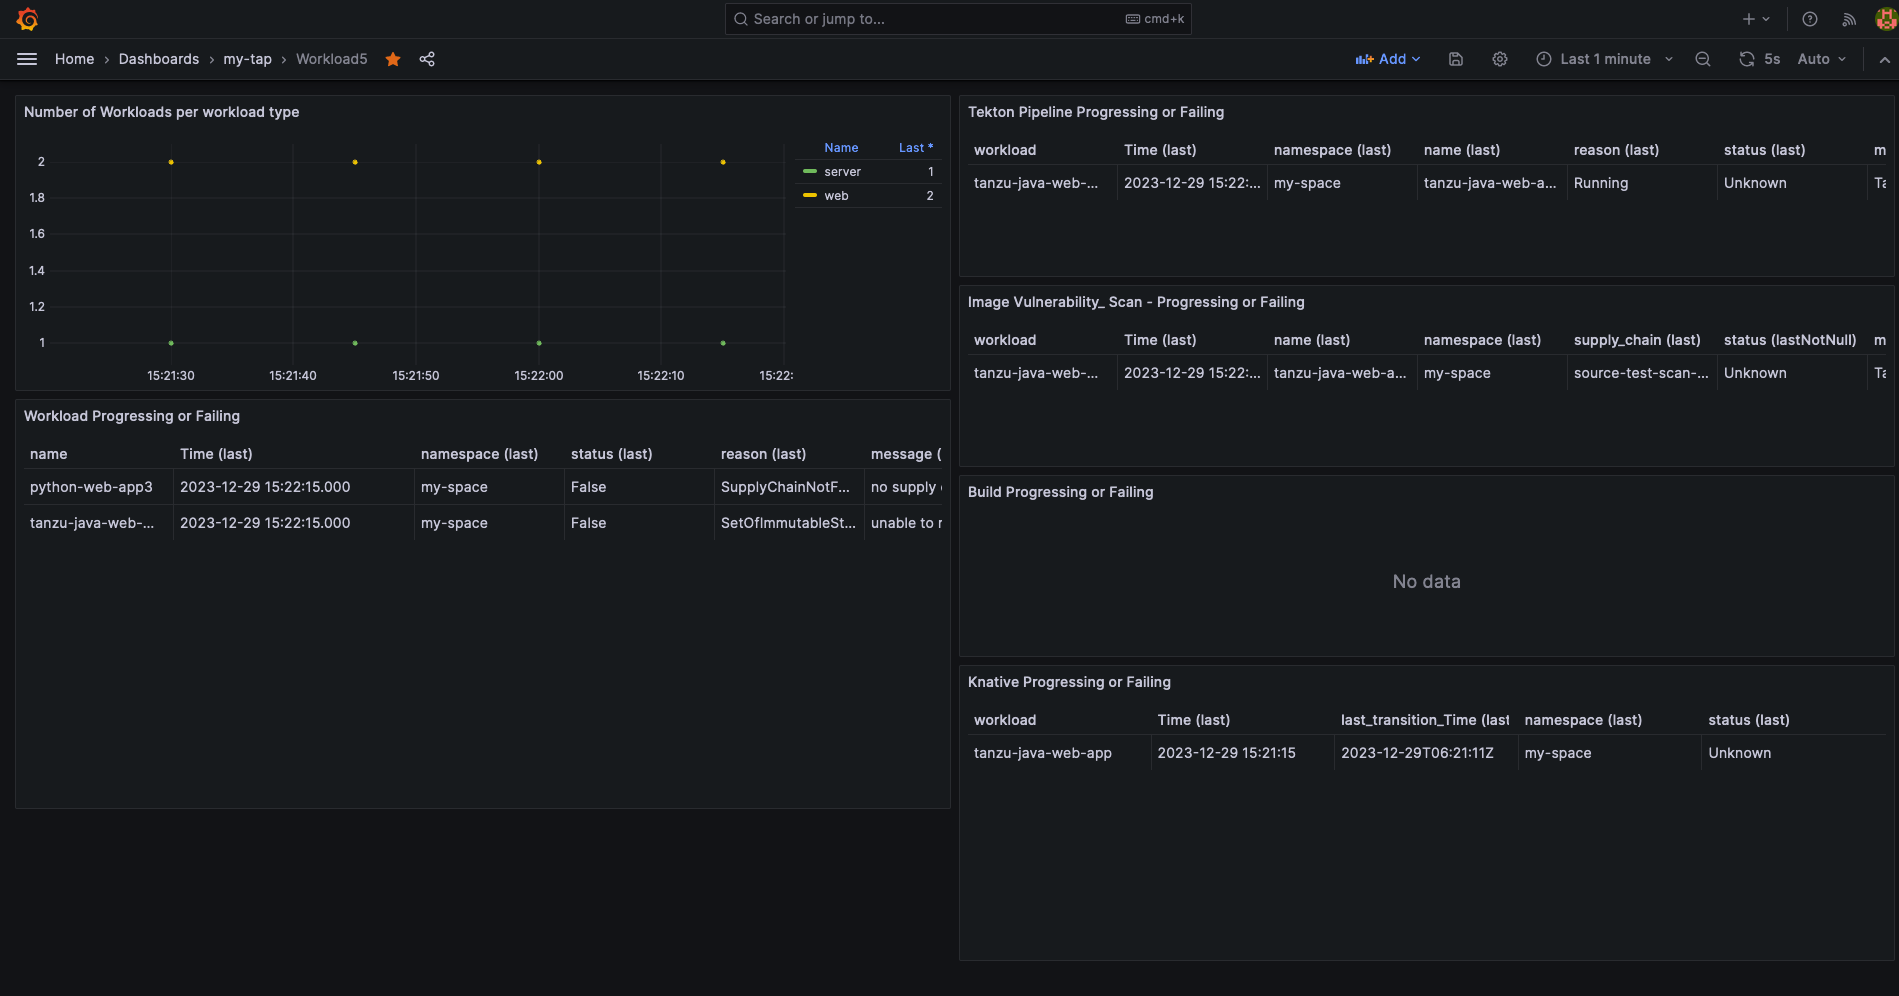 Search or jump to...
cmd+k
Home > Dashboards > my-tap > Workload5
Add
Last 1 minute
5s
Auto
Number of Workloads per workload type
2
1.8
1.6
1.4
1.2
1
15:21:30 15:21:40 15:21:50 15:22:00 15:22:10 15:22:
Name Last *
server 1
web 2
Workload Progressing or Failing
name Time (last) namespace (last) status (last) reason (last) message (
python-web-app3 2023-12-29 15:22:15.000 my-space False SupplyChainNotF... no supply
tanzu-java-web-... 2023-12-29 15:22:15.000 my-space False SetOfImmutableSt... unable to
Tekton Pipeline Progressing or Failing
workload Time (last) namespace (last) name (last) reason (last) status (last) m
tanzu-java-web-... 2023-12-29 15:22:... my-space tanzu-java-web-a... Running Unknown Ta
Image Vulnerability_ Scan - Progressing or Failing
workload Time (last) name (last) namespace (last) supply_chain (last) status (lastNotNull) m
tanzu-java-web-... 2023-12-29 15:22:... tanzu-java-web-a... my-space source-test-scan-... Unknown Ta
Build Progressing or Failing
No data
Knative Progressing or Failing
workload Time (last) last_transition_Time (last namespace (last) status (last)
tanzu-java-web-app 2023-12-29 15:21:15 2023-12-29T06:21:11Z my-space Unknown